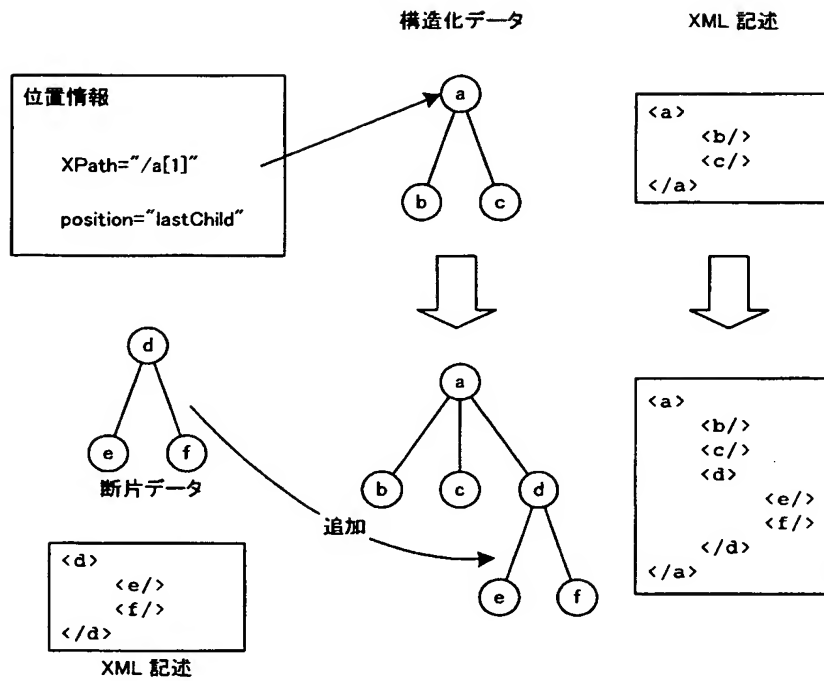 構造化データ
XML 記述
位置情報
XPath="/a[1]"
position="lastChild"
a
b
c
<a>
<b/>
<c/>
</a>
d
e
f
断片データ
追加
a
b
c
d
e
f
<a>
<b/>
<c/>
<d>
<e/>
<f/>
</d>
</a>
<d>
<e/>
<f/>
</d>
XML 記述